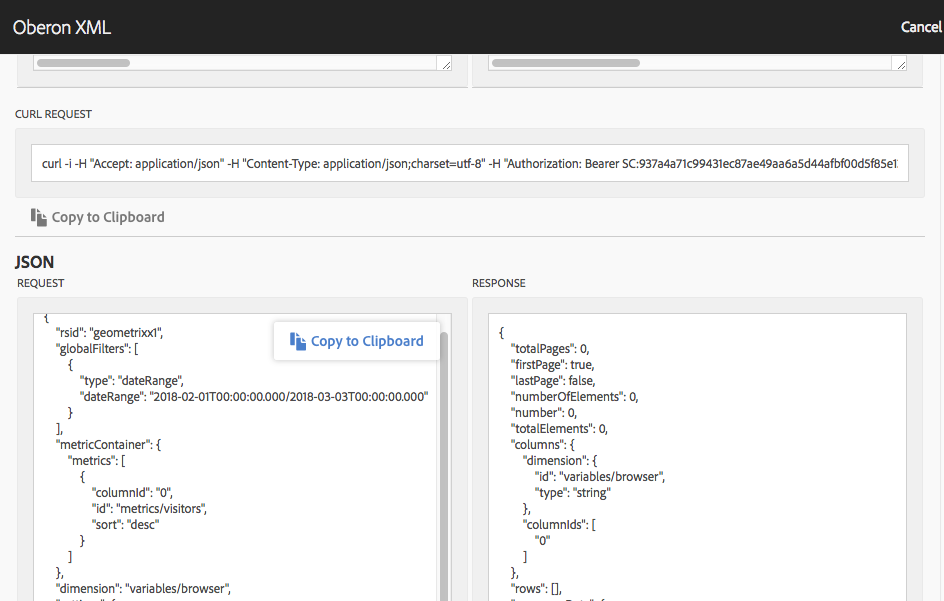 Oberon XML
Cancel
CURL REQUEST
curl -i -H "Accept: application/json" -H "Content-Type: application/json;charset=utf-8" -H "Authorization: Bearer SC:937a4a71c99431ec87ae49aa6a5d44afbf00d5f85e1
Copy to Clipboard
JSON
REQUEST
{
"rsid": "geometrixx1",
"globalFilters": [
{
"type": "dateRange",
"dateRange": "2018-02-01T00:00:00.000/2018-03-03T00:00:00.000"
}
],
"metricContainer": {
"metrics": [
{
"columnId": "0",
"id": "metrics/visitors",
"sort": "desc"
}
]
},
"dimension": "variables/browser",
Copy to Clipboard
RESPONSE
{
"totalPages": 0,
"firstPage": true,
"lastPage": false,
"numberOfElements": 0,
"number": 0,
"totalElements": 0,
"columns": {
"dimension": {
"id": "variables/browser",
"type": "string"
},
"columnIds": [
"0"
]
},
"rows": [],